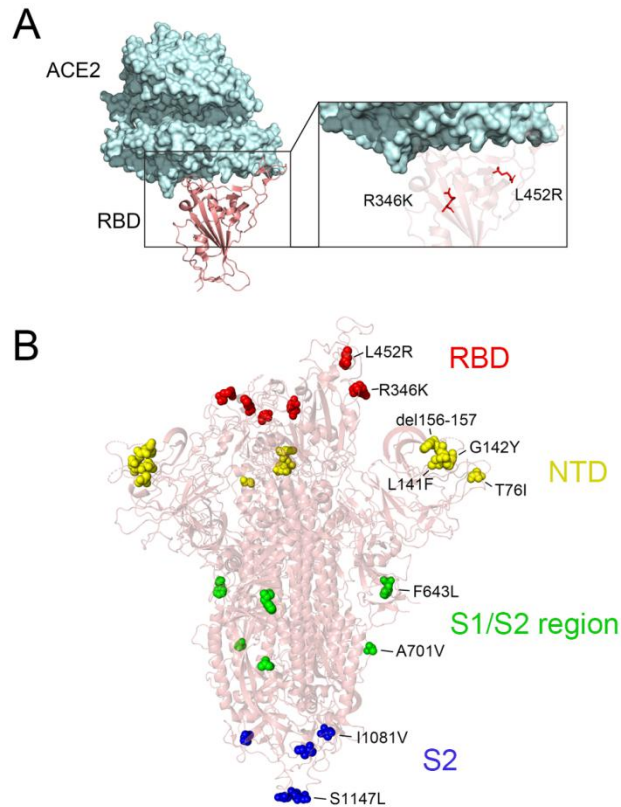 A
ACE2
RBD
R346K
L452R
B
L452R
RBD
R346K
del156-157
G142Y
NTD
L141F
T76I
F643L
S1/S2 region
A701V
I1081V
S2
S1147L